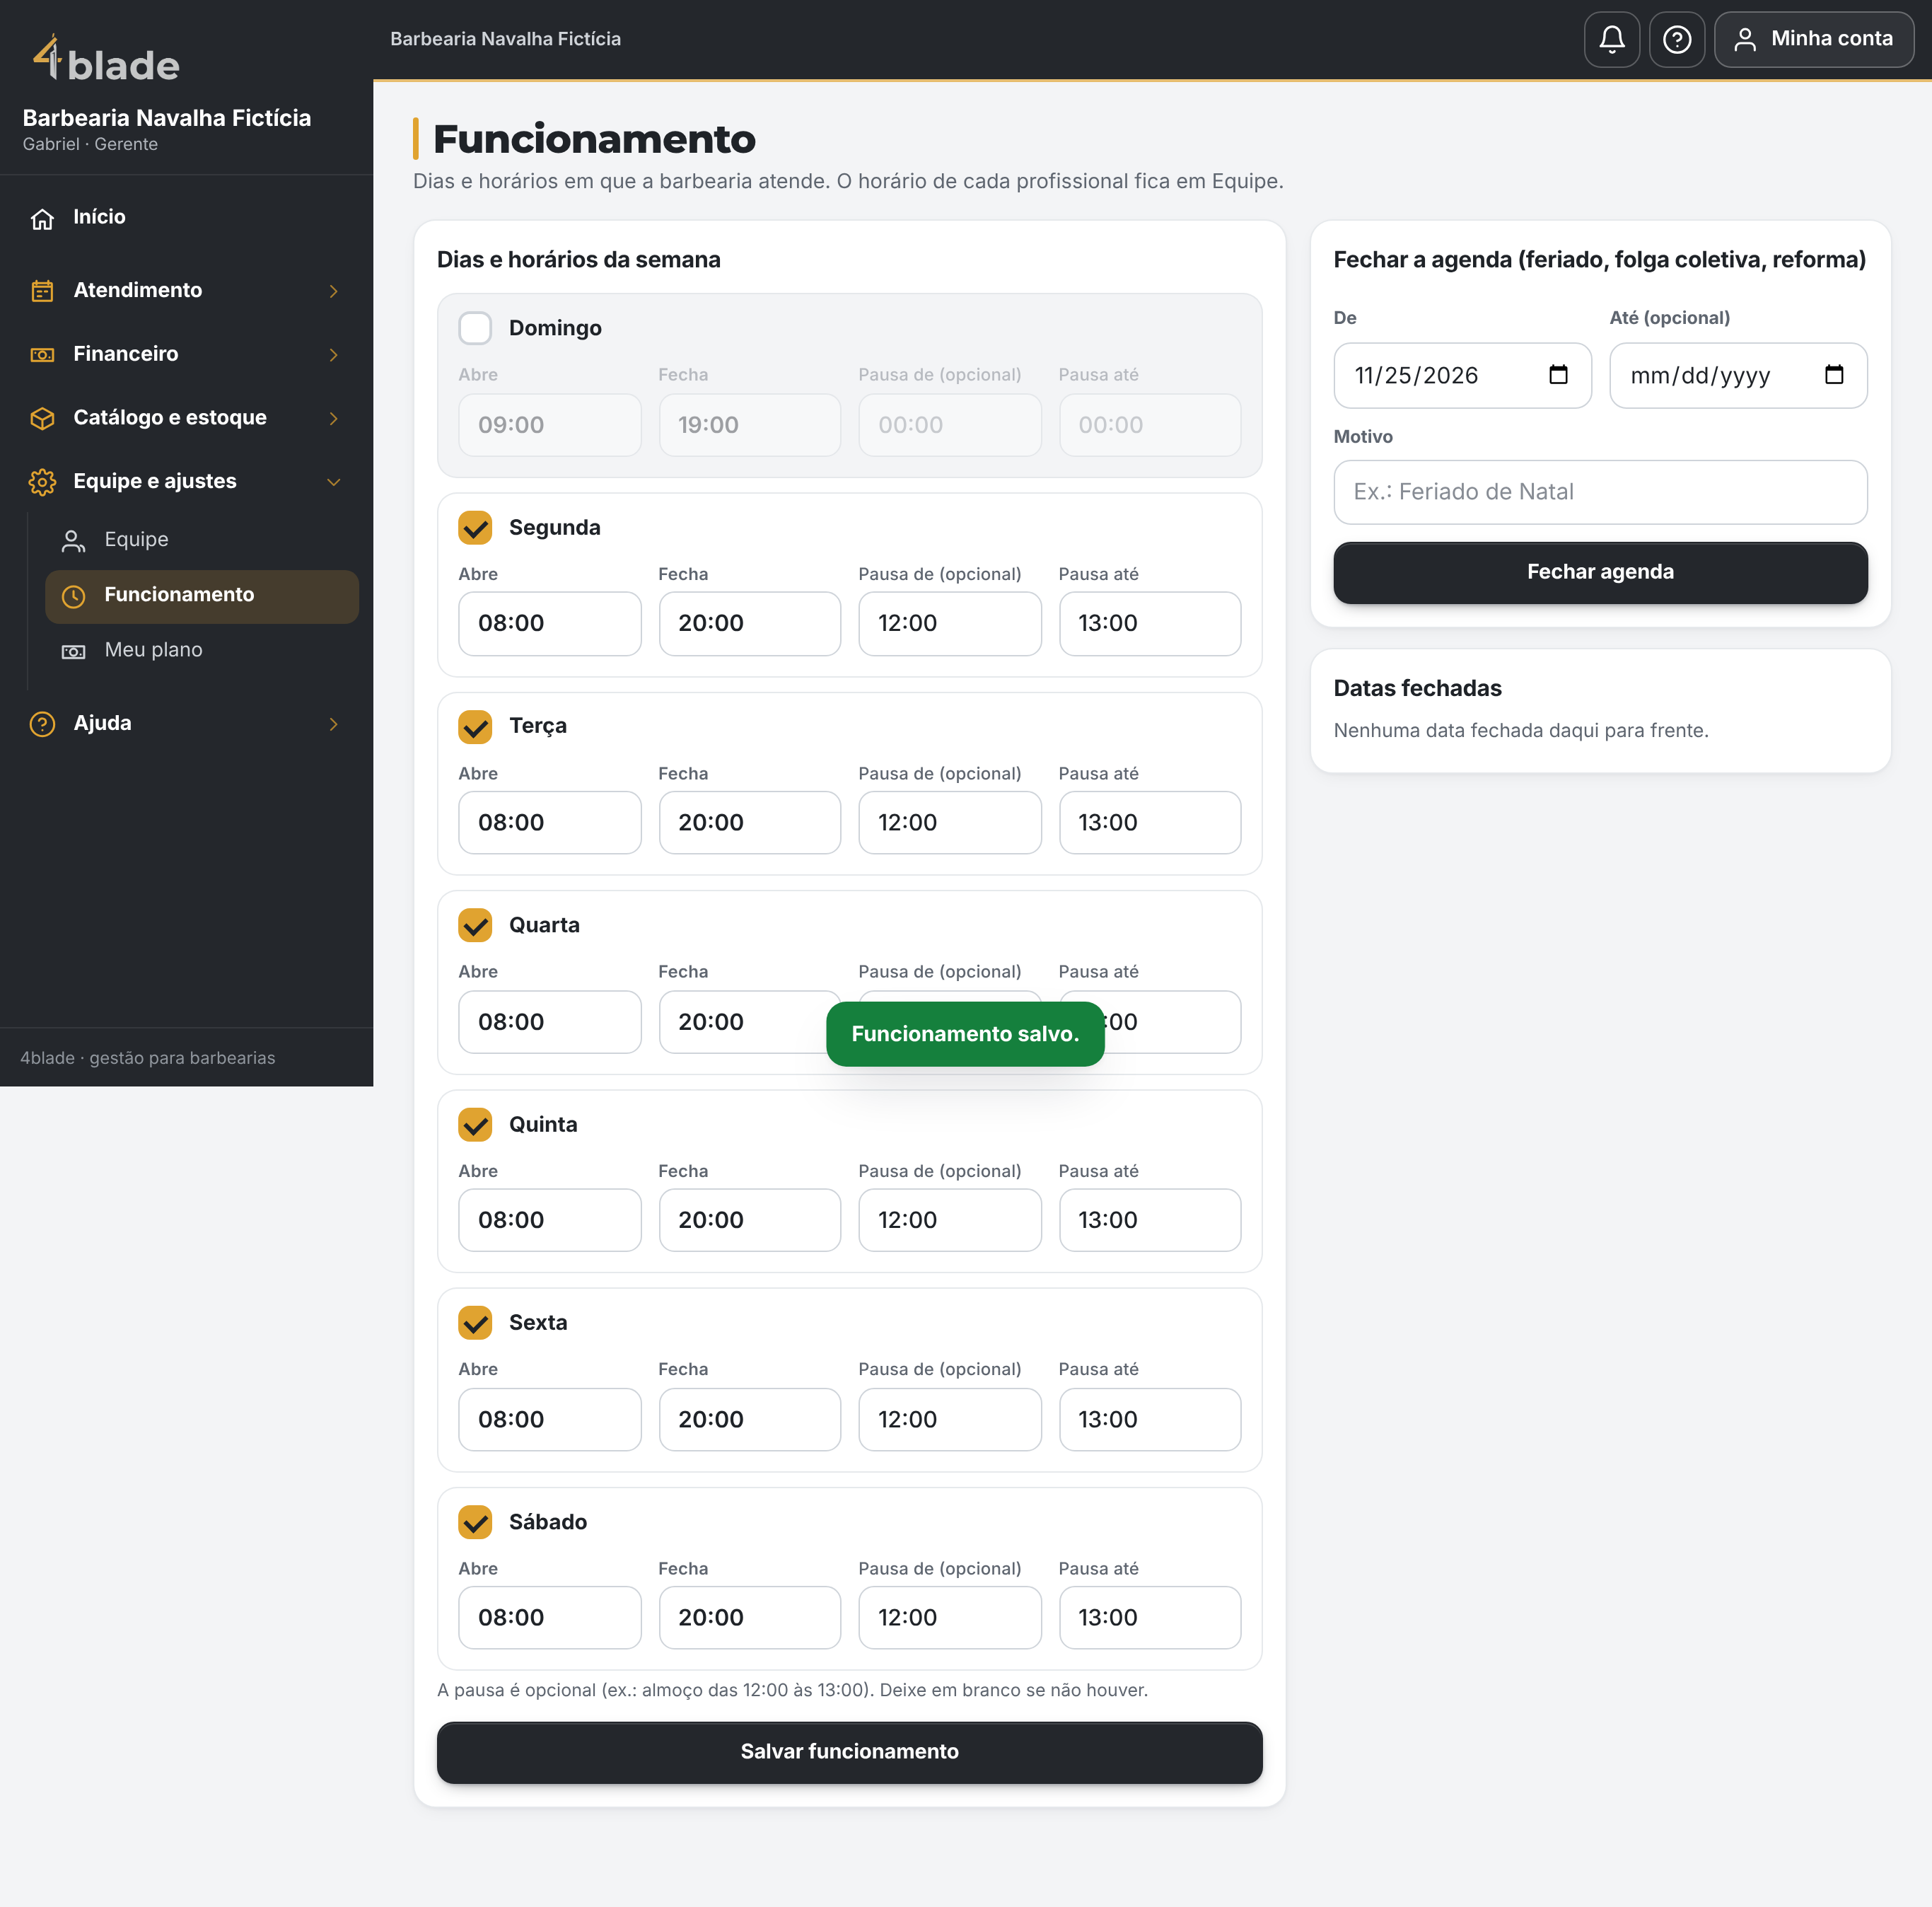 4blade
Barbearia Navalha Fictícia
Gabriel · Gerente
Início
Atendimento
Financeiro
Catálogo e estoque
Equipe e ajustes
Equipe
Funcionamento
Meu plano
Ajuda
4blade · gestão para barbearias
Barbearia Navalha Fictícia
Minha conta
Funcionamento
Dias e horários em que a barbearia atende. O horário de cada profissional fica em Equipe.
Dias e horários da semana
Domingo
Abre Fecha Pausa de (opcional) Pausa até
09:00 19:00 00:00 00:00
Segunda
Abre Fecha Pausa de (opcional) Pausa até
08:00 20:00 12:00 13:00
Terça
Abre Fecha Pausa de (opcional) Pausa até
08:00 20:00 12:00 13:00
Quarta
Abre Fecha Pausa de (opcional) Pausa até
08:00 20:00 :00
Funcionamento salvo.
Quinta
Abre Fecha Pausa de (opcional) Pausa até
08:00 20:00 12:00 13:00
Sexta
Abre Fecha Pausa de (opcional) Pausa até
08:00 20:00 12:00 13:00
Sábado
Abre Fecha Pausa de (opcional) Pausa até
08:00 20:00 12:00 13:00
A pausa é opcional (ex.: almoço das 12:00 às 13:00). Deixe em branco se não houver.
Salvar funcionamento
Fechar a agenda (feriado, folga coletiva, reforma)
De Até (opcional)
11/25/2026 mm/dd/yyyy
Motivo
Ex.: Feriado de Natal
Fechar agenda
Datas fechadas
Nenhuma data fechada daqui para frente.